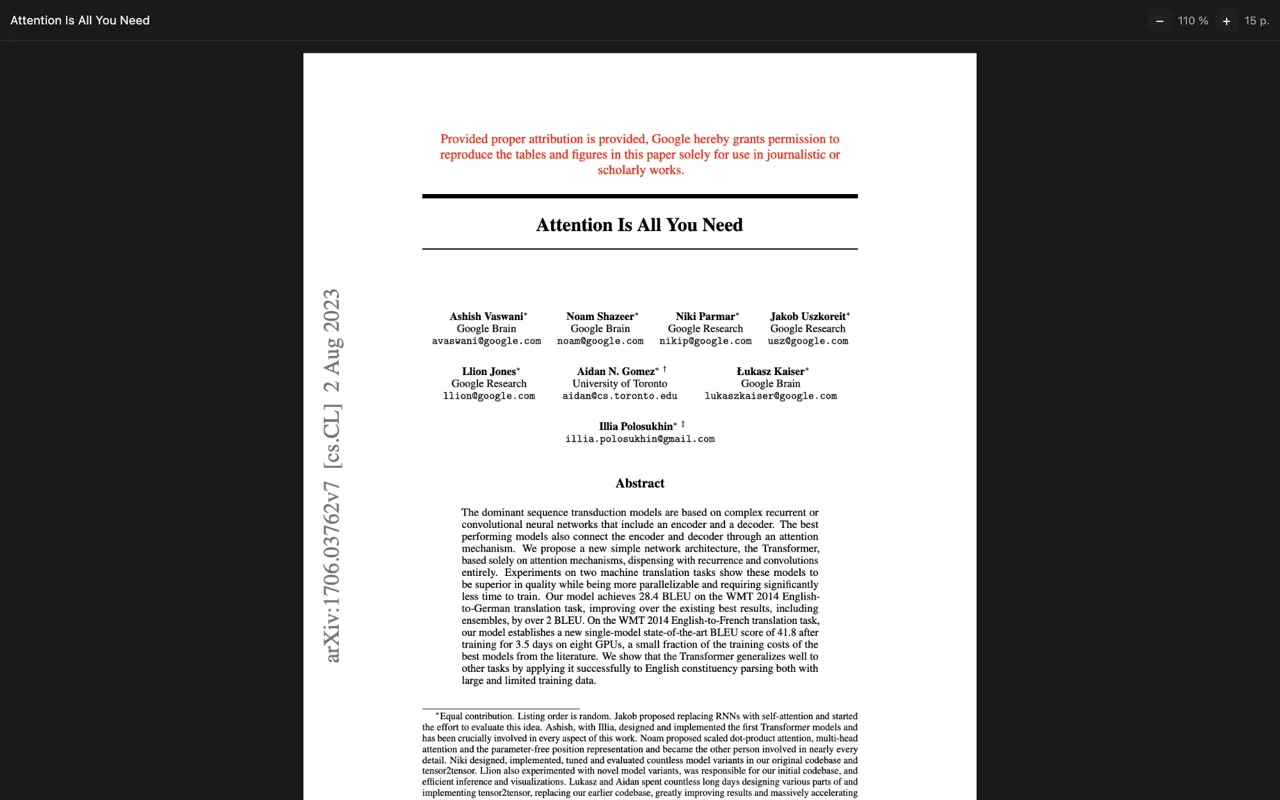 Attention Is All You Need
− 110 % + 15 p.
Provided proper attribution is provided, Google hereby grants permission to
reproduce the tables and figures in this paper solely for use in journalistic or
scholarly works.
Attention Is All You Need
arXiv:1706.03762v7 [cs.CL] 2 Aug 2023
Ashish Vaswani* Noam Shazeer* Niki Parmar* Jakob Uszkoreit*
Google Brain Google Brain Google Research Google Research
avaswani@google.com noam@google.com nikip@google.com usz@google.com
Llion Jones* Aidan N. Gomez* † Łukasz Kaiser*
Google Research University of Toronto Google Brain
llion@google.com aidan@cs.toronto.edu lukaszkaiser@google.com
Illia Polosukhin* ‡
illia.polosukhin@gmail.com
Abstract
The dominant sequence transduction models are based on complex recurrent or
convolutional neural networks that include an encoder and a decoder. The best
performing models also connect the encoder and decoder through an attention
mechanism. We propose a new simple network architecture, the Transformer,
based solely on attention mechanisms, dispensing with recurrence and convolutions
entirely. Experiments on two machine translation tasks show these models to
be superior in quality while being more parallelizable and requiring significantly
less time to train. Our model achieves 28.4 BLEU on the WMT 2014 English-
to-German translation task, improving over the existing best results, including
ensembles, by over 2 BLEU. On the WMT 2014 English-to-French translation task,
our model establishes a new single-model state-of-the-art BLEU score of 41.8 after
training for 3.5 days on eight GPUs, a small fraction of the training costs of the
best models from the literature. We show that the Transformer generalizes well to
other tasks by applying it successfully to English constituency parsing both with
large and limited training data.
*Equal contribution. Listing order is random. Jakob proposed replacing RNNs with self-attention and started
the effort to evaluate this idea. Ashish, with Illia, designed and implemented the first Transformer models and
has been crucially involved in every aspect of this work. Noam proposed scaled dot-product attention, multi-head
attention and the parameter-free position representation and became the other person involved in nearly every
detail. Niki designed, implemented, tuned and evaluated countless model variants in our original codebase and
tensor2tensor. Llion also experimented with novel model variants, was responsible for our initial codebase, and
efficient inference and visualizations. Lukasz and Aidan spent countless long days designing various parts of and
implementing tensor2tensor, replacing our earlier codebase, greatly improving results and massively accelerating